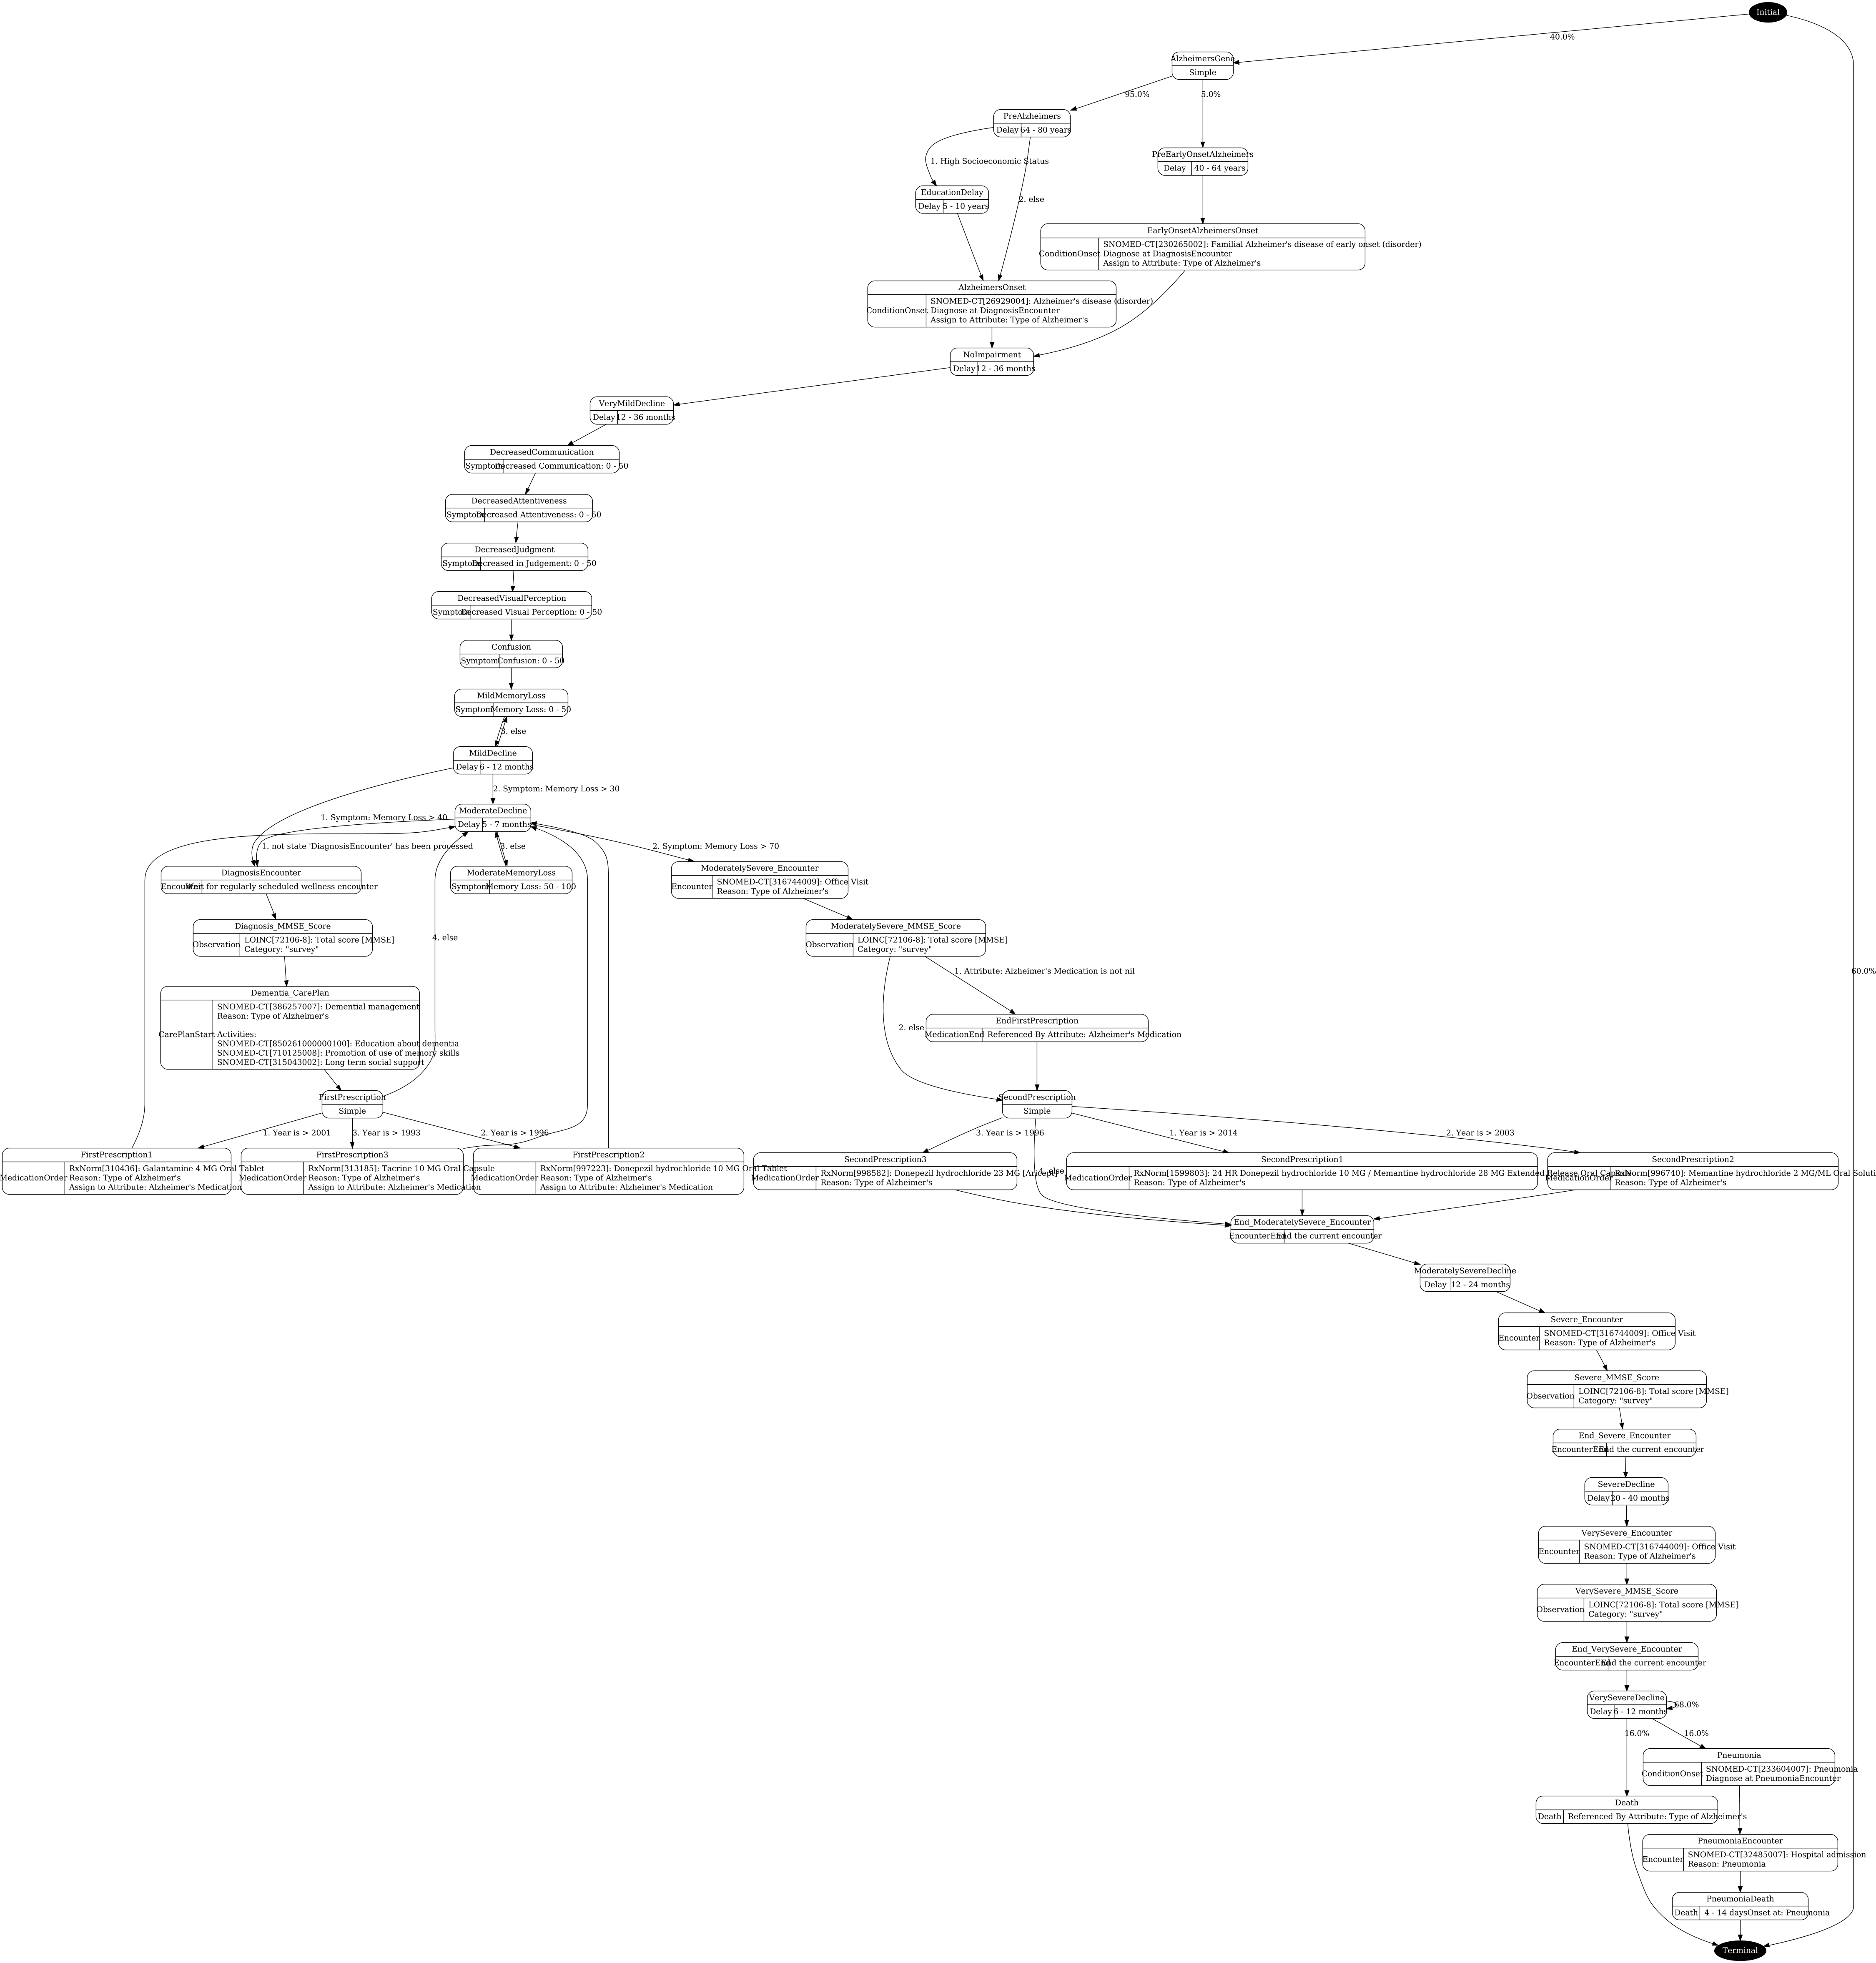 Initial
40.0%
AlzheimersGene
Simple
95.0%
5.0%
PreAlzheimers
Delay 64 - 80 years
PreEarlyOnsetAlzheimers
Delay 40 - 64 years
1. High Socioeconomic Status
EducationDelay
Delay 5 - 10 years
2. else
EarlyOnsetAlzheimersOnset
ConditionOnset
SNOMED-CT[230265002]: Familial Alzheimer's disease of early onset (disorder)
Diagnose at DiagnosisEncounter
Assign to Attribute: Type of Alzheimer's
AlzheimersOnset
ConditionOnset
SNOMED-CT[26929004]: Alzheimer's disease (disorder)
Diagnose at DiagnosisEncounter
Assign to Attribute: Type of Alzheimer's
NoImpairment
Delay 12 - 36 months
VeryMildDecline
Delay 12 - 36 months
DecreasedCommunication
Symptom Decreased Communication: 0 - 50
DecreasedAttentiveness
Symptom Decreased Attentiveness: 0 - 50
DecreasedJudgment
Symptom Decreased in Judgement: 0 - 50
DecreasedVisualPerception
Symptom Decreased Visual Perception: 0 - 50
Confusion
Symptom Confusion: 0 - 50
MildMemoryLoss
Symptom Memory Loss: 0 - 50
3. else
MildDecline
Delay 6 - 12 months
2. Symptom: Memory Loss > 30
ModerateDecline
Delay 5 - 7 months
1. Symptom: Memory Loss > 40
1. not state 'DiagnosisEncounter' has been processed
3. else
2. Symptom: Memory Loss > 70
DiagnosisEncounter
Encounter Wait for regularly scheduled wellness encounter
ModerateMemoryLoss
Symptom Memory Loss: 50 - 100
ModeratelySevere_Encounter
Encounter
SNOMED-CT[316744009]: Office Visit
Reason: Type of Alzheimer's
Diagnosis_MMSE_Score
Observation
LOINC[72106-8]: Total score [MMSE]
Category: "survey"
4. else
ModeratelySevere_MMSE_Score
Observation
LOINC[72106-8]: Total score [MMSE]
Category: "survey"
1. Attribute: Alzheimer's Medication is not nil
60.0%
Dementia_CarePlan
CarePlanStart
SNOMED-CT[386257007]: Demential management
Reason: Type of Alzheimer's
Activities:
SNOMED-CT[850261000000100]: Education about dementia
SNOMED-CT[710125008]: Promotion of use of memory skills
SNOMED-CT[315043002]: Long term social support
2. else
EndFirstPrescription
MedicationEnd Referenced By Attribute: Alzheimer's Medication
FirstPrescription
Simple
SecondPrescription
Simple
1. Year is > 2001
3. Year is > 1993
2. Year is > 1996
3. Year is > 1996
1. Year is > 2014
2. Year is > 2003
FirstPrescription1
MedicationOrder
RxNorm[310436]: Galantamine 4 MG Oral Tablet
Reason: Type of Alzheimer's
Assign to Attribute: Alzheimer's Medication
FirstPrescription3
MedicationOrder
RxNorm[313185]: Tacrine 10 MG Oral Capsule
Reason: Type of Alzheimer's
Assign to Attribute: Alzheimer's Medication
FirstPrescription2
MedicationOrder
RxNorm[997223]: Donepezil hydrochloride 10 MG Oral Tablet
Reason: Type of Alzheimer's
Assign to Attribute: Alzheimer's Medication
SecondPrescription3
MedicationOrder
RxNorm[998582]: Donepezil hydrochloride 23 MG [Aricept]
Reason: Type of Alzheimer's
4. else
SecondPrescription1
MedicationOrder
RxNorm[1599803]: 24 HR Donepezil hydrochloride 10 MG / Memantine hydrochloride 28 MG Extended Release Oral Capsule
Reason: Type of Alzheimer's
SecondPrescription2
MedicationOrder
RxNorm[996740]: Memantine hydrochloride 2 MG/ML Oral Soluti
Reason: Type of Alzheimer's
End_ModeratelySevere_Encounter
EncounterEnd End the current encounter
ModeratelySevereDecline
Delay 12 - 24 months
Severe_Encounter
Encounter
SNOMED-CT[316744009]: Office Visit
Reason: Type of Alzheimer's
Severe_MMSE_Score
Observation
LOINC[72106-8]: Total score [MMSE]
Category: "survey"
End_Severe_Encounter
EncounterEnd End the current encounter
SevereDecline
Delay 20 - 40 months
VerySevere_Encounter
Encounter
SNOMED-CT[316744009]: Office Visit
Reason: Type of Alzheimer's
VerySevere_MMSE_Score
Observation
LOINC[72106-8]: Total score [MMSE]
Category: "survey"
End_VerySevere_Encounter
EncounterEnd End the current encounter
VerySevereDecline
Delay 6 - 12 months
68.0%
16.0%
16.0%
Pneumonia
ConditionOnset
SNOMED-CT[233604007]: Pneumonia
Diagnose at PneumoniaEncounter
Death
Death Referenced By Attribute: Type of Alzheimer's
PneumoniaEncounter
Encounter
SNOMED-CT[32485007]: Hospital admission
Reason: Pneumonia
PneumoniaDeath
Death 4 - 14 daysOnset at: Pneumonia
Terminal